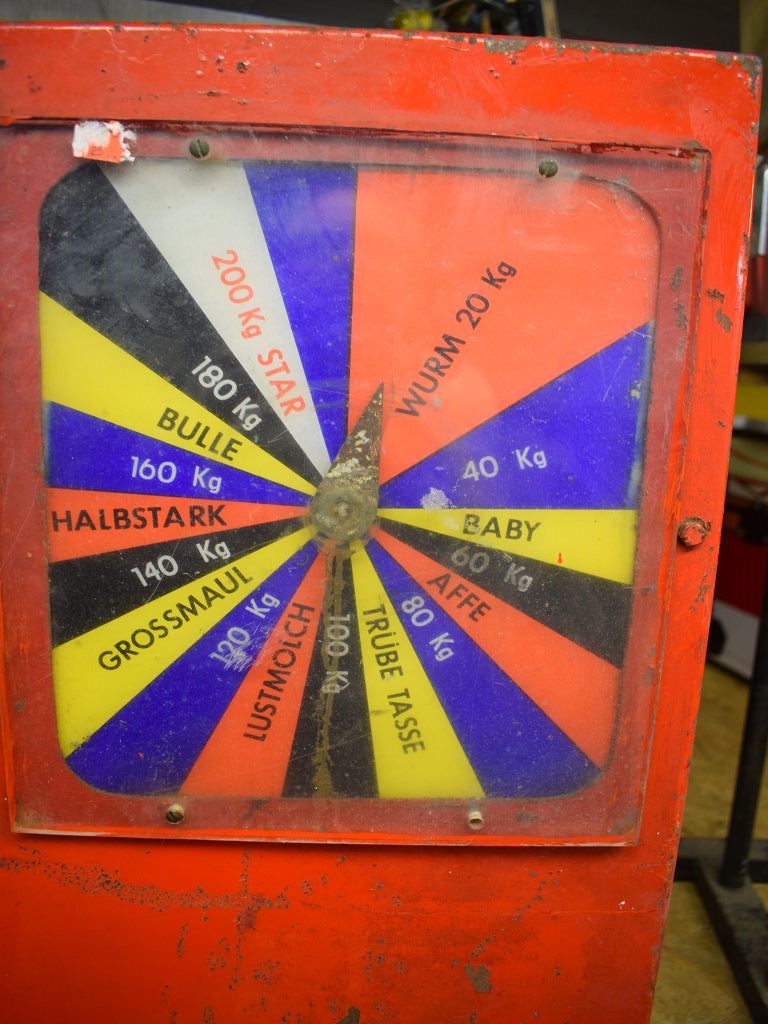 WURM 20 Kg
40 Kg
BABY
60 Kg
AFFE
80 Kg
TRÜBE TASSE
100 Kg
LUSTMOLCH
120 Kg
GROSSMAUL
140 Kg
HALBSTARK
160 Kg
BULLE
180 Kg
200 Kg STAR